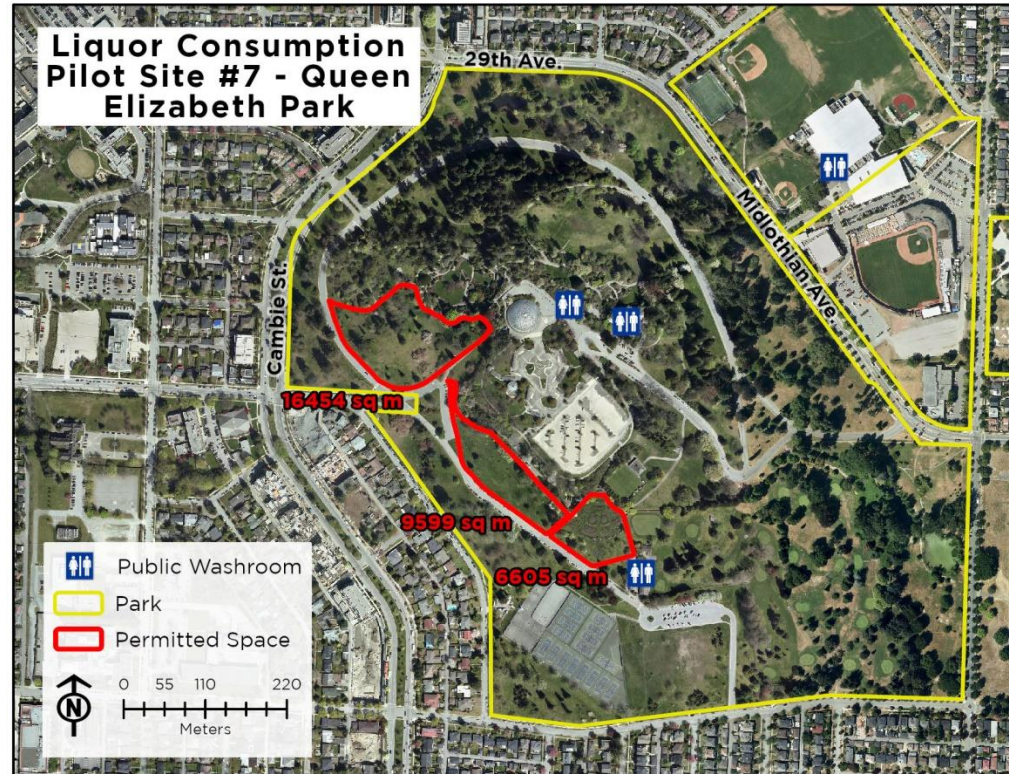 Liquor Consumption
Pilot Site #7 - Queen
Elizabeth Park
29th Ave.
Midlothian Ave.
Cambie St.
16454 sq m
9599 sq m
6605 sq m
Public Washroom
Park
Permitted Space
N
0 55 110 220
Meters